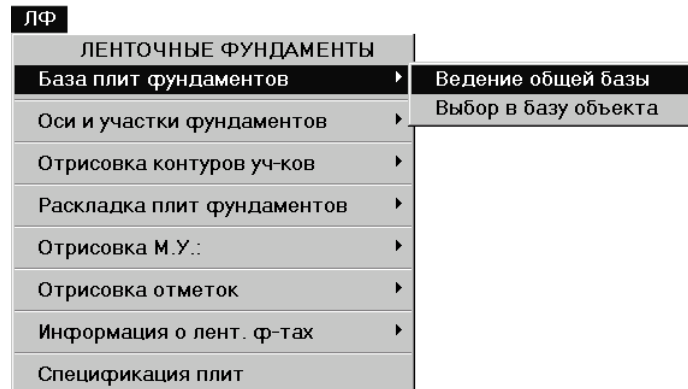 ЛФ
ЛЕНТОЧНЫЕ ФУНДАМЕНТЫ
База плит фундаментов
Ведение общей базы
Выбор в базу объекта
Оси и участки фундаментов
Отрисовка контуров уч-ков
Раскладка плит фундаментов
Отрисовка М.У.:
Отрисовка отметок
Информация о лент. ф-тах
Спецификация плит